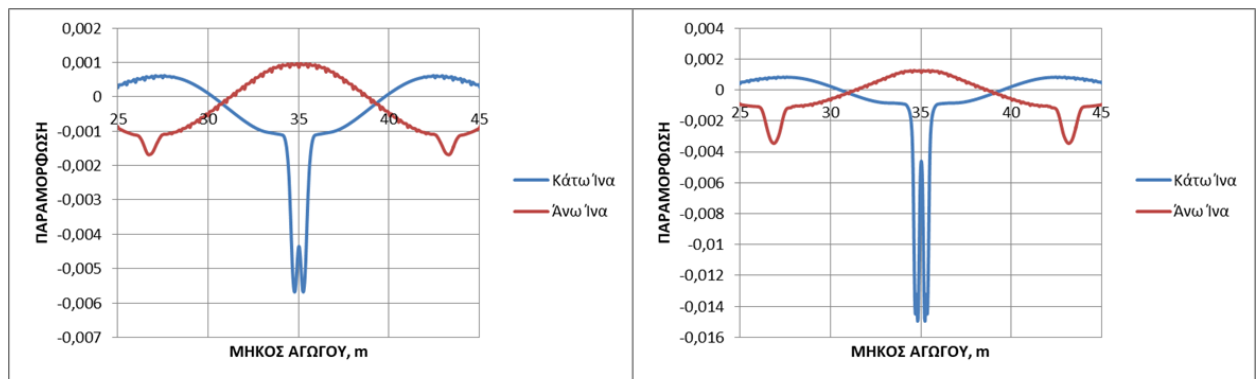 0,002
0,001
0
-0,001
-0,002
-0,003
-0,004
-0,005
-0,006
-0,007
25 30 35 40 45
ΠΑΡΑΜΟΡΦΩΣΗ
ΜΗΚΟΣ ΑΓΩΓΟΥ, m
Κάτω Ίνα
Άνω Ίνα
0,004
0,002
0
-0,002
-0,004
-0,006
-0,008
-0,01
-0,012
-0,014
-0,016
25 30 35 40 45
ΠΑΡΑΜΟΡΦΩΣΗ
ΜΗΚΟΣ ΑΓΩΓΟΥ, m
Κάτω Ίνα
Άνω Ίνα